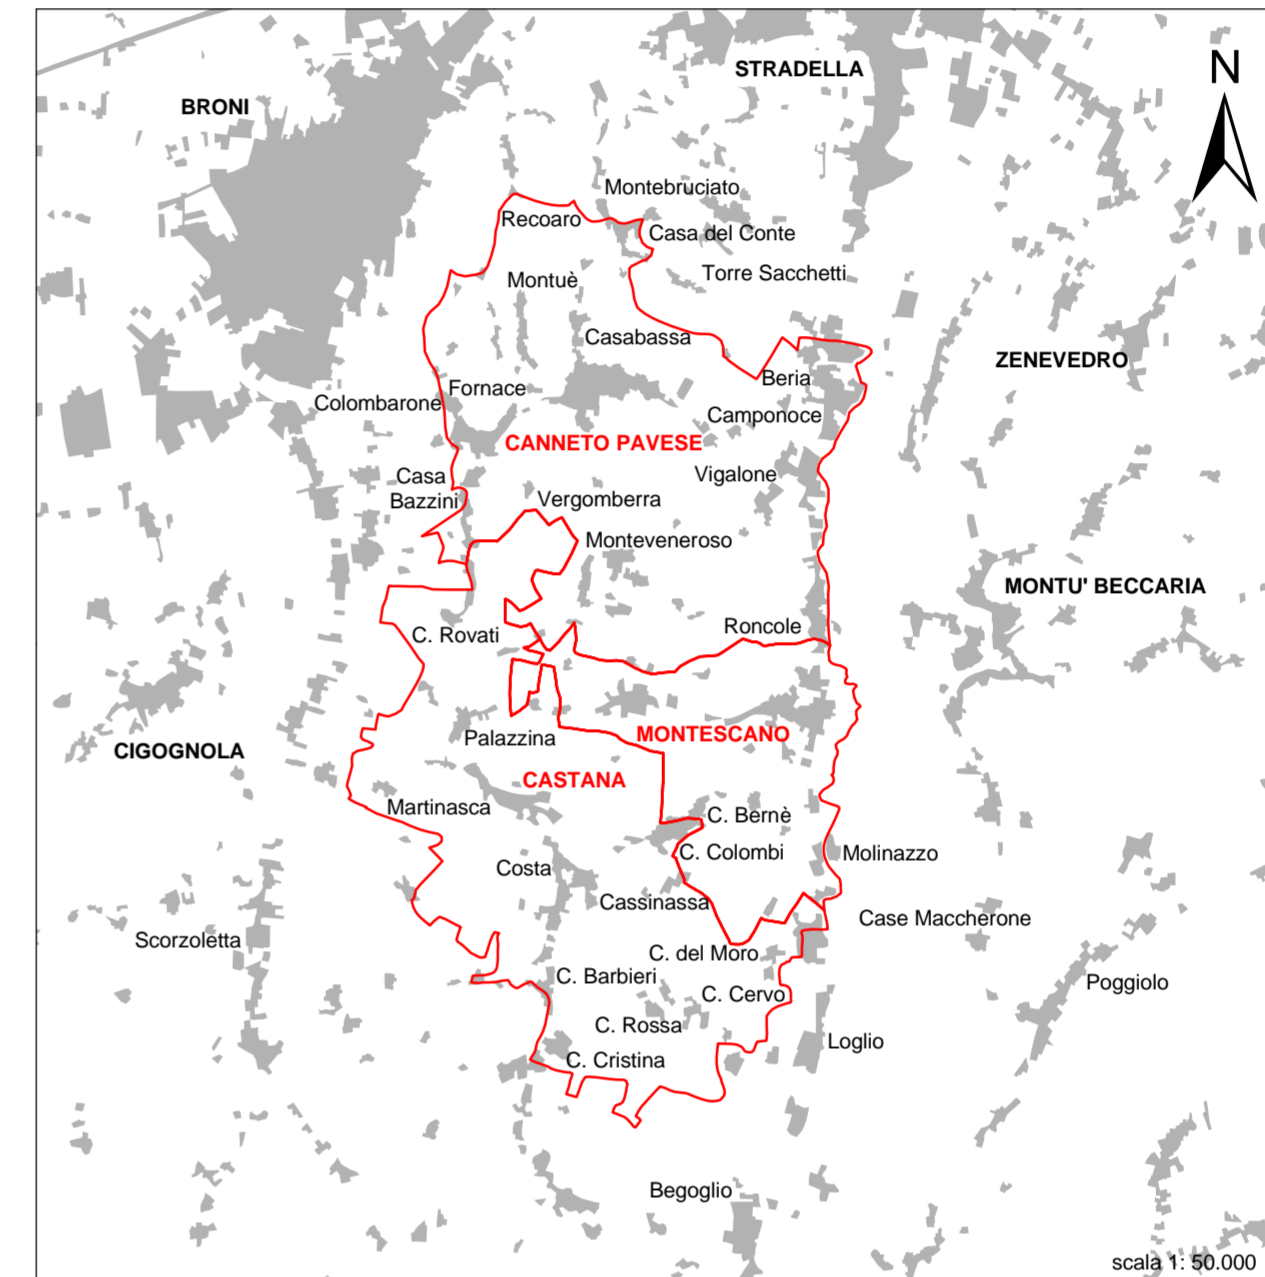 N
STRADELLA
BRONI
Montebruciato
Recoaro
Casa del Conte
Torre Sacchetti
Montuè
Casabassa
ZENEVEDRO
Beria
Fornace
Colombarone
Camponoce
CANNETO PAVESE
Casa
Bazzini
Vigalone
Vergomberra
Monteveneroso
MONTU' BECCARIA
Roncole
C. Rovati
Palazzina
MONTESCANO
CIGOGNOLA
CASTANA
Martinasca
C. Bernè
C. Colombi
Molinazzo
Costa
Cassinassa
Case Maccherone
Scorzoletta
C. del Moro
C. Barbieri
C. Cervo
Poggiolo
C. Rossa
Loglio
C. Cristina
Begoglio
scala 1: 50.000